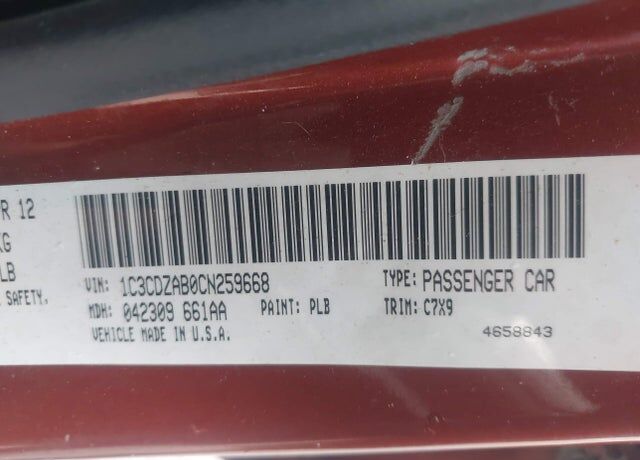 R 12
KG
LB
SAFETY.
VIN: 1C3CDZAB0CN259668 TYPE: PASSENGER CAR
MDH: 042309 661AA PAINT: PLB TRIM: C7X9
VEHICLE MADE IN U.S.A. 4658843